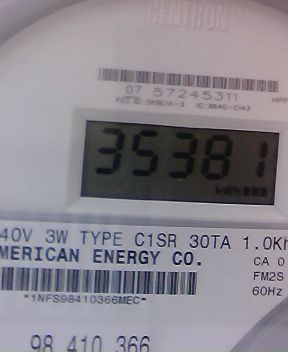 CENTRON
07 57245311
35381
kWh
40V 3W TYPE C1SR 30TA 1.0Kh
MERICAN ENERGY CO.
CA 0
FM2S
60Hz
*1NFS98410366MEC*
98 410 366